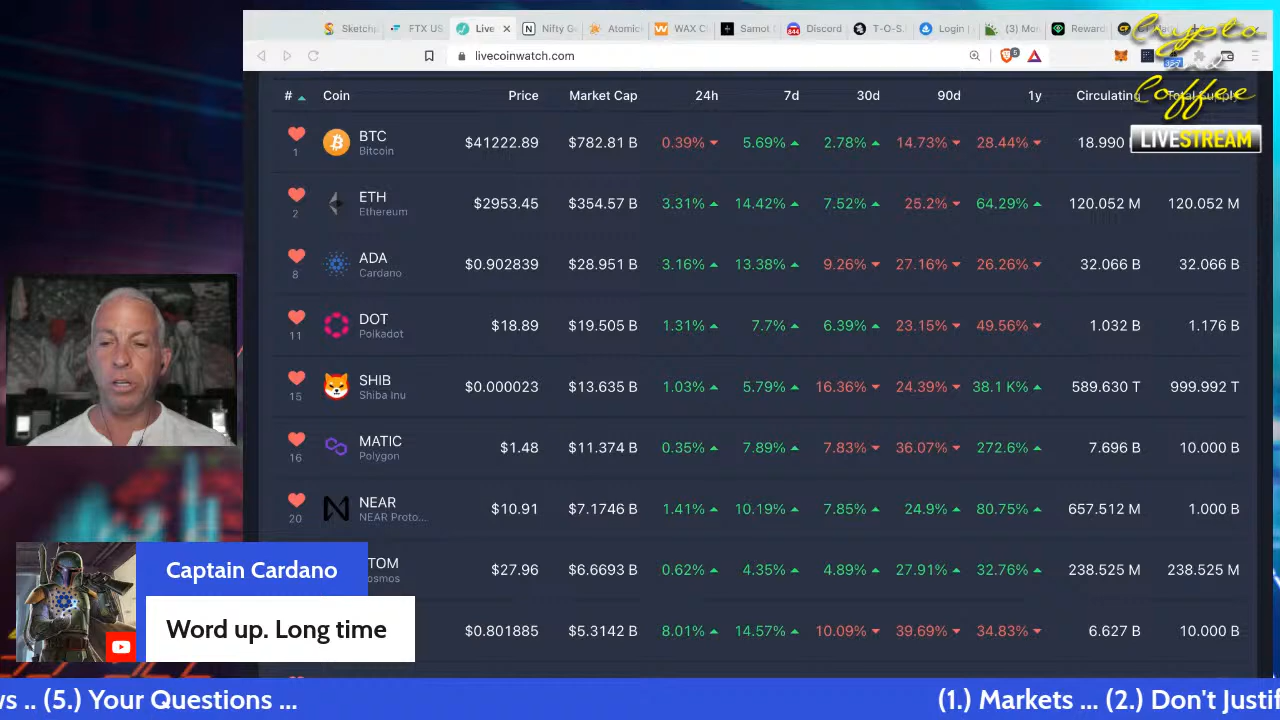 Sketch
FTX US
Live
Nifty G
Atomic
WAX C
Samot
Discord
T-O-S.
Login
(3) Mor
Reward
livecoinwatch.com
Crypto
and
Coffee
LIVESTREAM
# Coin Price Market Cap 24h 7d 30d 90d 1y Circulating Total Supply
1 BTC Bitcoin $41222.89 $782.81 B 0.39% 5.69% 2.78% 14.73% 28.44% 18.990
2 ETH Ethereum $2953.45 $354.57 B 3.31% 14.42% 7.52% 25.2% 64.29% 120.052 M 120.052 M
8 ADA Cardano $0.902839 $28.951 B 3.16% 13.38% 9.26% 27.16% 26.26% 32.066 B 32.066 B
11 DOT Polkadot $18.89 $19.505 B 1.31% 7.7% 6.39% 23.15% 49.56% 1.032 B 1.176 B
15 SHIB Shiba Inu $0.000023 $13.635 B 1.03% 5.79% 16.36% 24.39% 38.1 K% 589.630 T 999.992 T
16 MATIC Polygon $1.48 $11.374 B 0.35% 7.89% 7.83% 36.07% 272.6% 7.696 B 10.000 B
20 NEAR NEAR Proto... $10.91 $7.1746 B 1.41% 10.19% 7.85% 24.9% 80.75% 657.512 M 1.000 B
TOM osmos $27.96 $6.6693 B 0.62% 4.35% 4.89% 27.91% 32.76% 238.525 M 238.525 M
$0.801885 $5.3142 B 8.01% 14.57% 10.09% 39.69% 34.83% 6.627 B 10.000 B
Captain Cardano
Word up. Long time
vs .. (5.) Your Questions ... (1.) Markets ... (2.) Don't Justif